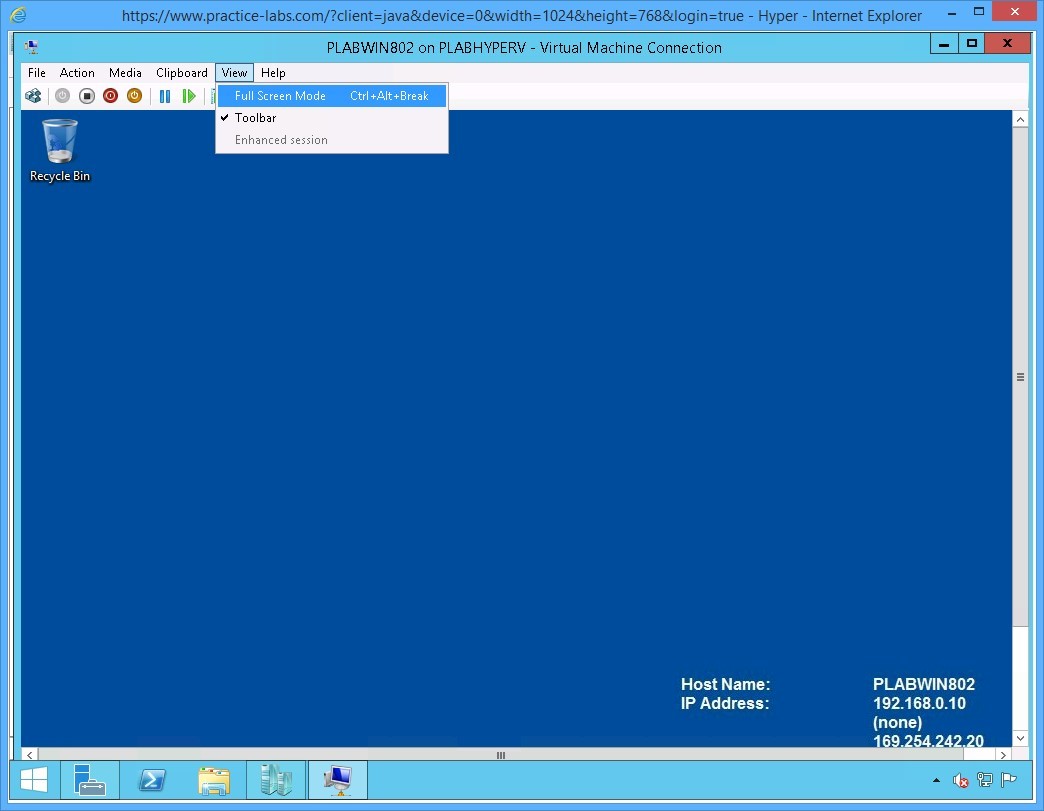 https://www.practice-labs.com/?client=java&device=0&width=1024&height=768&login=true - Hyper - Internet Explorer
PLABWIN802 on PLABHYPERV - Virtual Machine Connection
File Action Media Clipboard View Help
Full Screen Mode Ctrl+Alt+Break
Toolbar
Enhanced session
Recycle Bin
Host Name: PLABWIN802
IP Address: 192.168.0.10
(none)
169.254.242.20